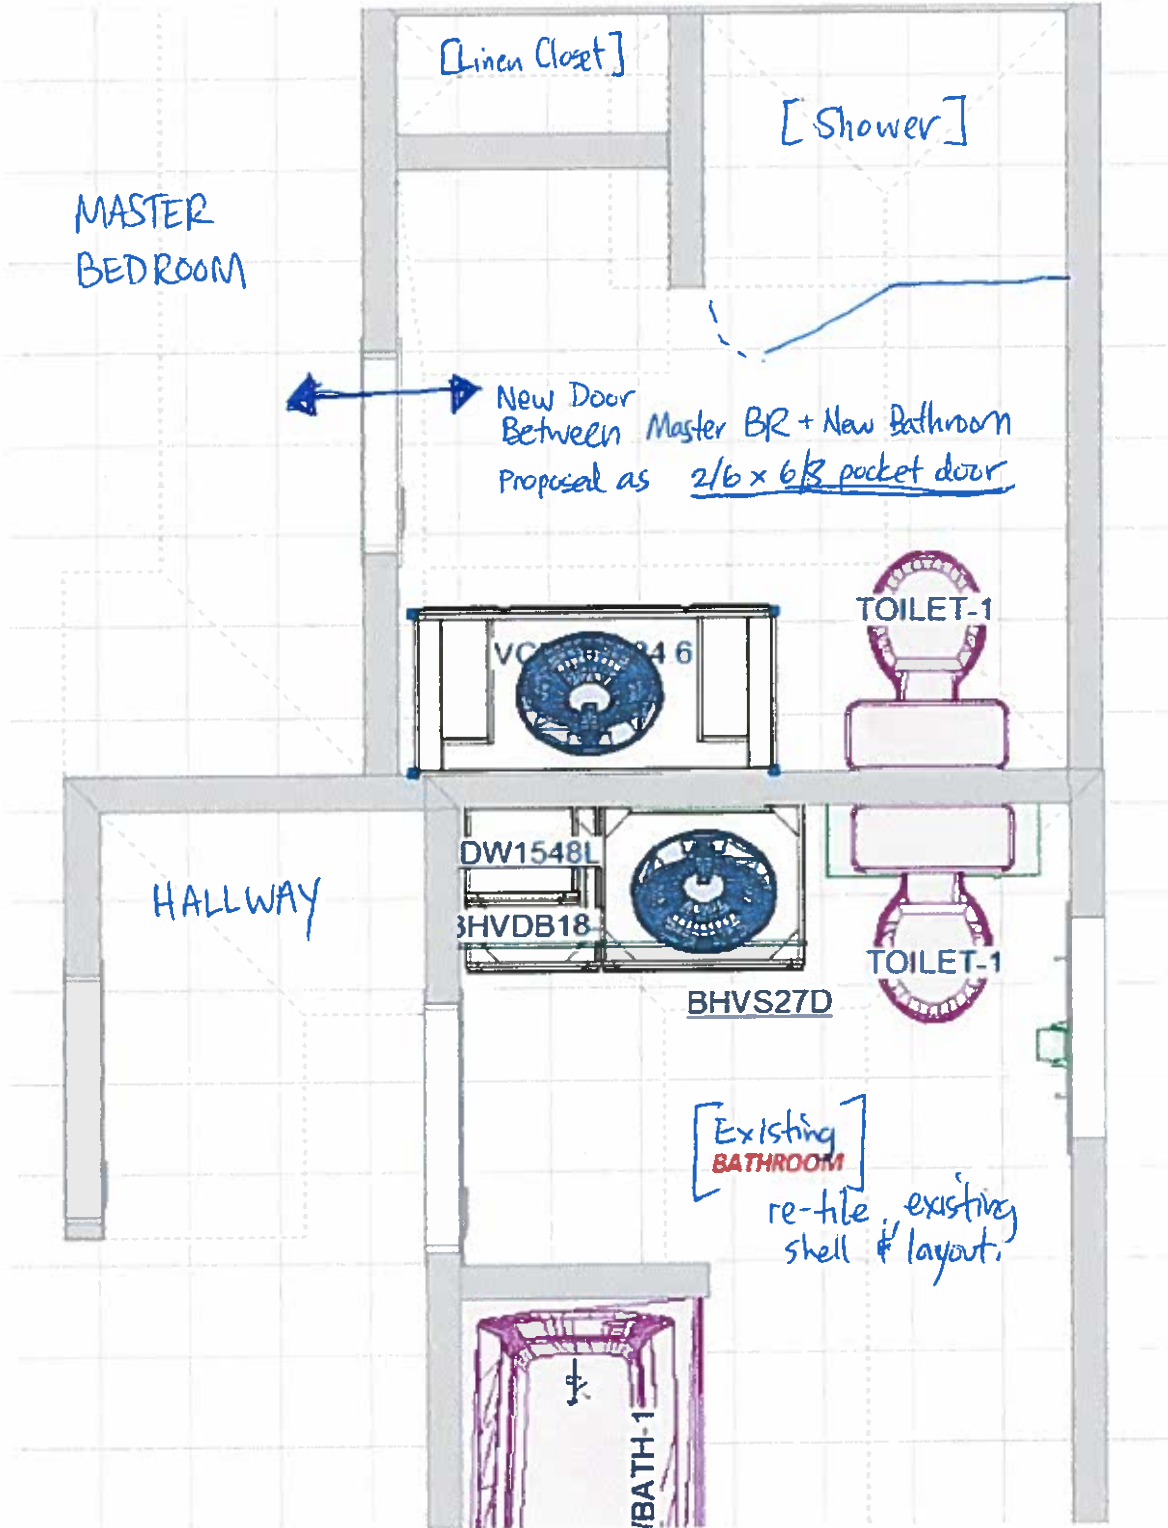 [Linen Closet]
[Shower]
MASTER
BEDROOM
New Door
Between Master BR + New Bathroom
Proposed as 2/6 x 6/8 pocket door
TOILET-1
DW1548L
HALLWAY
BHVDB18
TOILET-1
BHVS27D
[Existing]
BATHROOM
re-tile, existing
shell & layout.
BATH-1